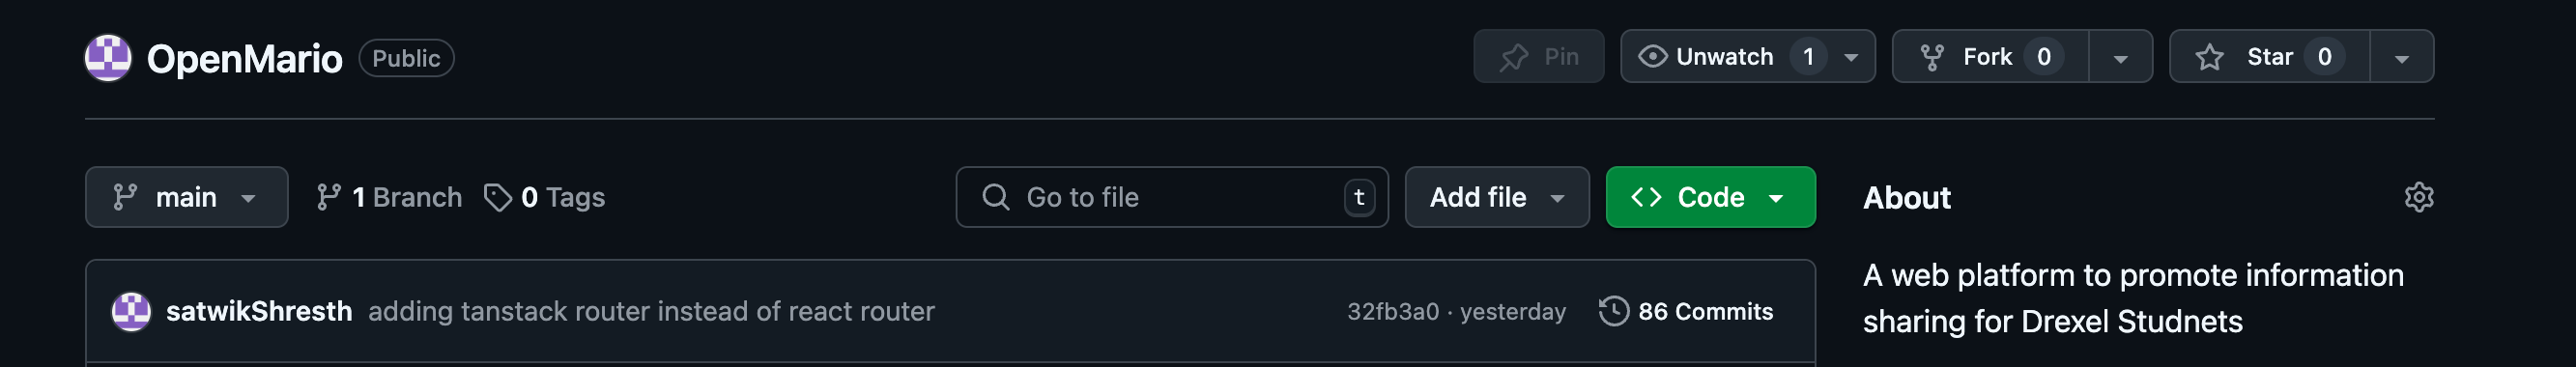 OpenMario Public Pin Unwatch 1 Fork 0 Star 0
main 1 Branch 0 Tags Go to file t Add file Code
satwikShresth adding tanstack router instead of react router 32fb3a0 · yesterday 86 Commits
About
A web platform to promote information
sharing for Drexel Studnets